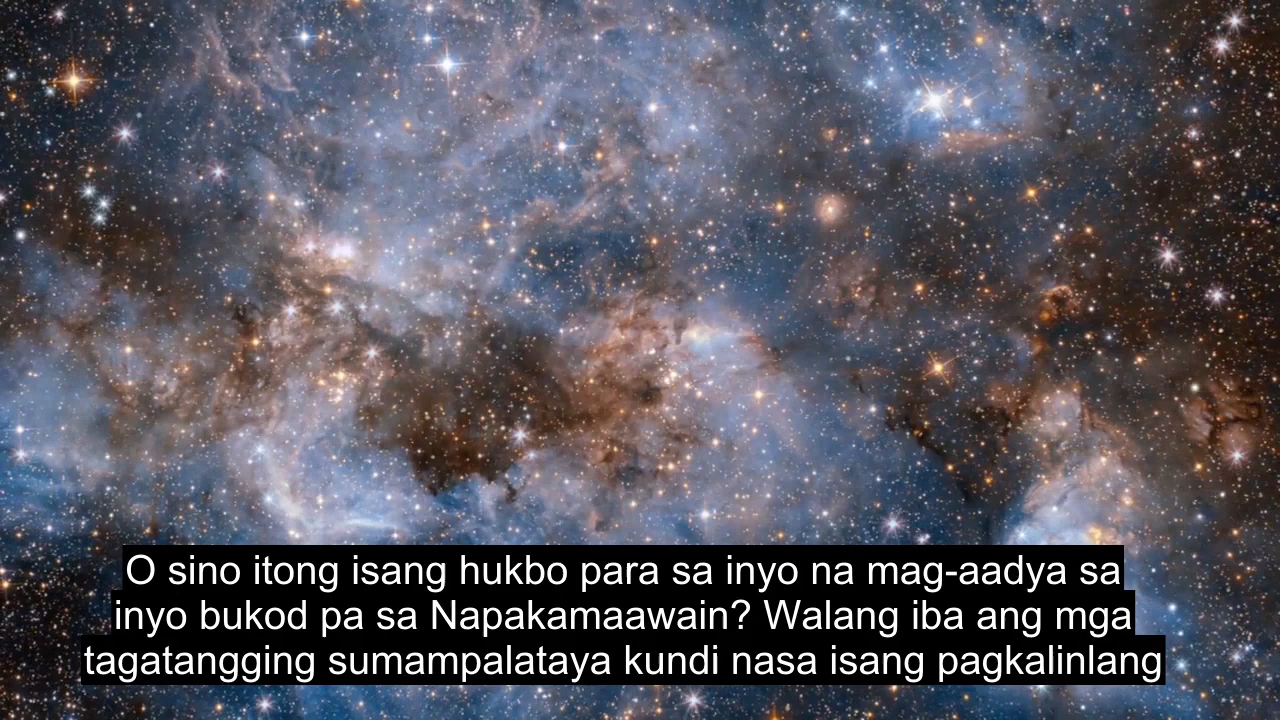 O sino itong isang hukbo para sa inyo na mag-aadya sa
inyo bukod pa sa Napakamaawain? Walang iba ang mga
tagatangging sumampalataya kundi nasa isang pagkalinlang